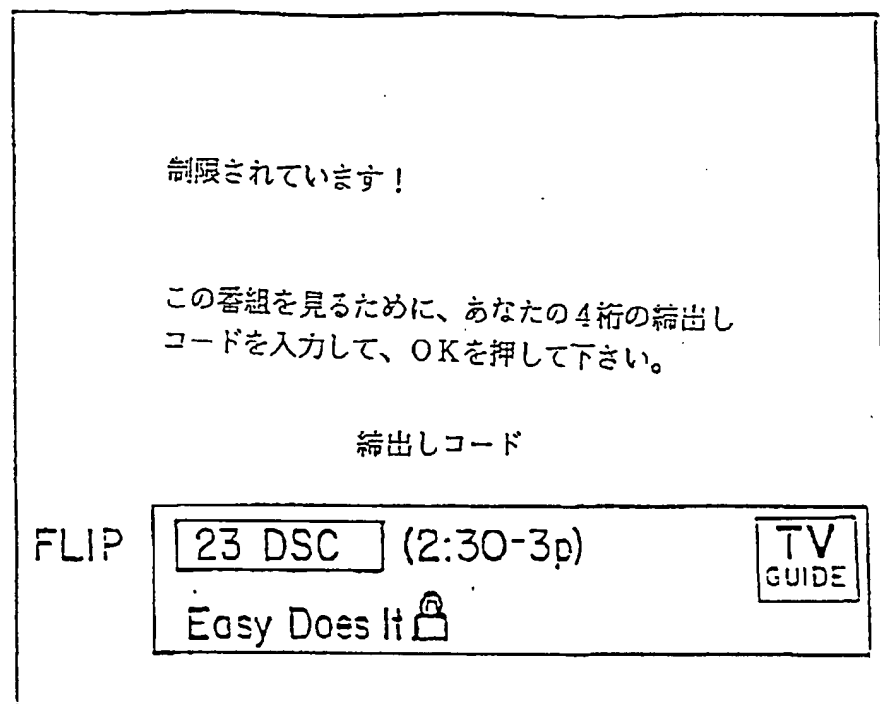 制限されています!
この番組を見るために、あなたの4桁の締出し
コードを入力して、OKを押して下さい。
締出しコード
FLIP
23 DSC (2:30-3p)
TV
GUIDE
Easy Does It